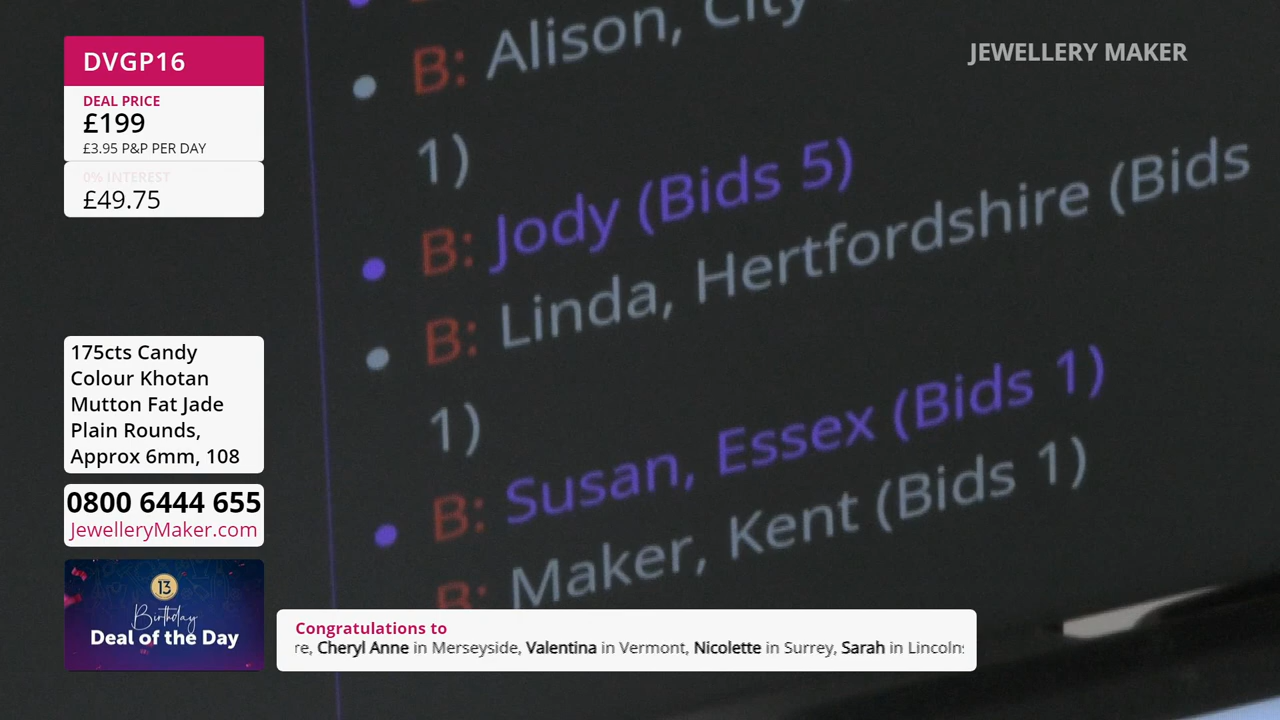 DVGP16
DEAL PRICE
£199
£3.95 P&P PER DAY
0% INTEREST
£49.75
175cts Candy
Colour Khotan
Mutton Fat Jade
Plain Rounds,
Approx 6mm, 108
0800 6444 655
JewelleryMaker.com
13
Birthday
Deal of the Day
JEWELLERY MAKER
B: Alison, City
1)
B: Jody (Bids 5)
B: Linda, Hertfordshire (Bids
1)
B: Susan, Essex (Bids 1)
B: Maker, Kent (Bids 1)
B:
Congratulations to
re, Cheryl Anne in Merseyside, Valentina in Vermont, Nicolette in Surrey, Sarah in Lincolns